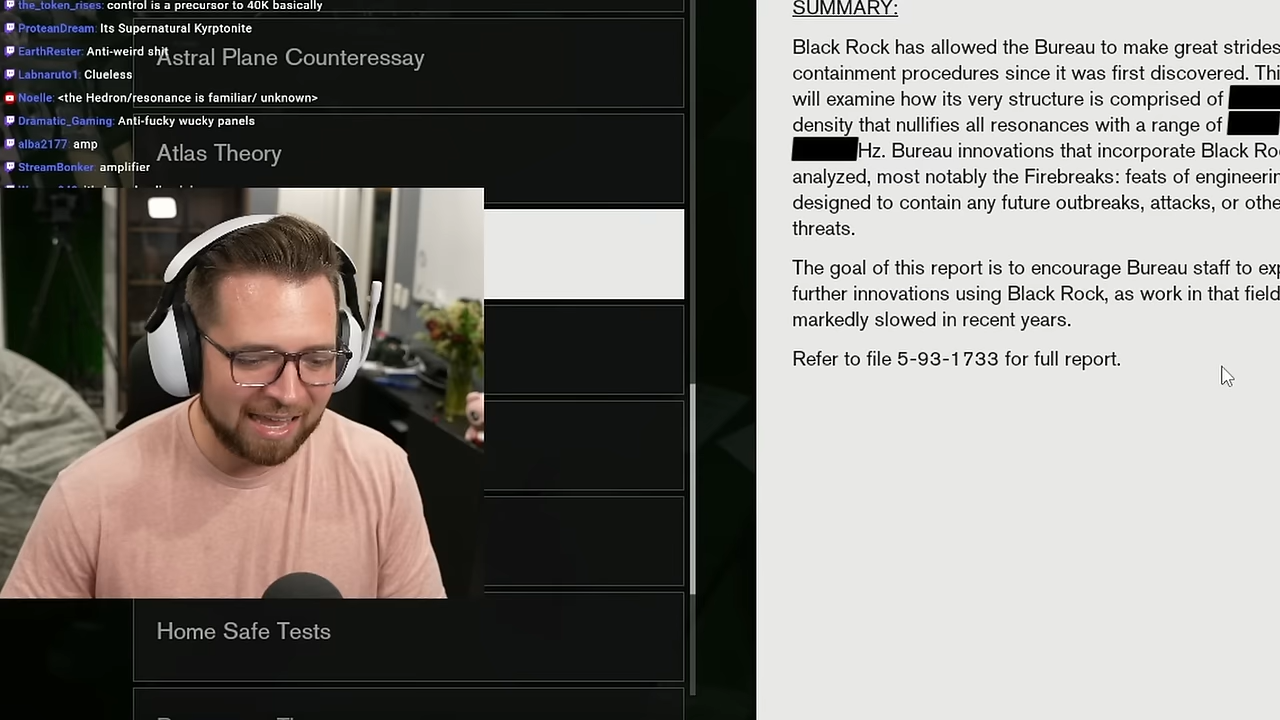 the_token_rises: control is a precursor to 40K basically
ProteanDream: Its Supernatural Kyrptonite
EarthRester: Anti-weird shit
Labnaruto1: Clueless
Noelle: <the Hedron/resonance is familiar/ unknown>
Dramatic_Gaming: Anti-fucky wucky panels
alba2177: amp
StreamBonker: amplifier
Astral Plane Counteressay
Atlas Theory
Home Safe Tests
SUMMARY:
Black Rock has allowed the Bureau to make great strides
containment procedures since it was first discovered. Thi
will examine how its very structure is comprised of
density that nullifies all resonances with a range of
Hz. Bureau innovations that incorporate Black Ro
analyzed, most notably the Firebreaks: feats of engineerin
designed to contain any future outbreaks, attacks, or othe
threats.
The goal of this report is to encourage Bureau staff to exp
further innovations using Black Rock, as work in that field
markedly slowed in recent years.
Refer to file 5-93-1733 for full report.